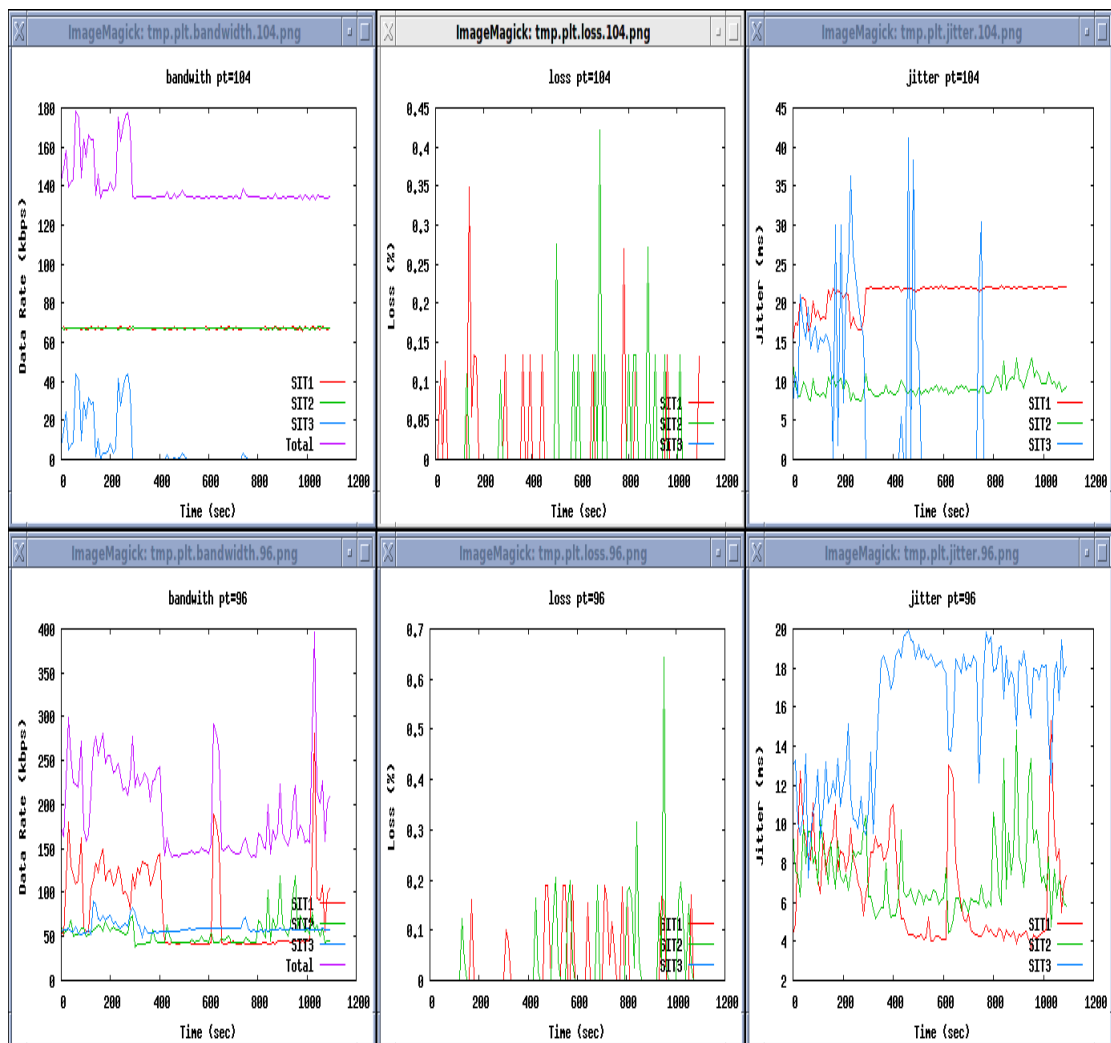 ImageMagick: tmp.plt.bandwidth.104.png
bandwith pt=104
Data Rate (kbps)
180
160
140
120
100
80
60
40
20
0
SIT1
SIT2
SIT3
Total
0 200 400 600 800 1000 1200
Time (sec)
ImageMagick: tmp.plt.loss.104.png
loss pt=104
Loss (%)
0,45
0,4
0,35
0,3
0,25
0,2
0,15
0,1
0,05
0
SIT1
SIT2
SIT3
0 200 400 600 800 1000 1200
Time (sec)
ImageMagick: tmp.plt.jitter.104.png
jitter pt=104
Jitter (ms)
45
40
35
30
25
20
15
10
5
0
SIT1
SIT2
SIT3
0 200 400 600 800 1000 1200
Time (sec)
ImageMagick: tmp.plt.bandwidth.96.png
bandwith pt=96
Data Rate (kbps)
400
350
300
250
200
150
100
50
0
SIT1
SIT2
SIT3
Total
0 200 400 600 800 1000 1200
Time (sec)
ImageMagick: tmp.plt.loss.96.png
loss pt=96
Loss (%)
0,7
0,6
0,5
0,4
0,3
0,2
0,1
0
SIT1
SIT2
SIT3
0 200 400 600 800 1000 1200
Time (sec)
ImageMagick: tmp.plt.jitter.96.png
jitter pt=96
Jitter (ms)
20
18
16
14
12
10
8
6
4
2
SIT1
SIT2
SIT3
0 200 400 600 800 1000 1200
Time (sec)